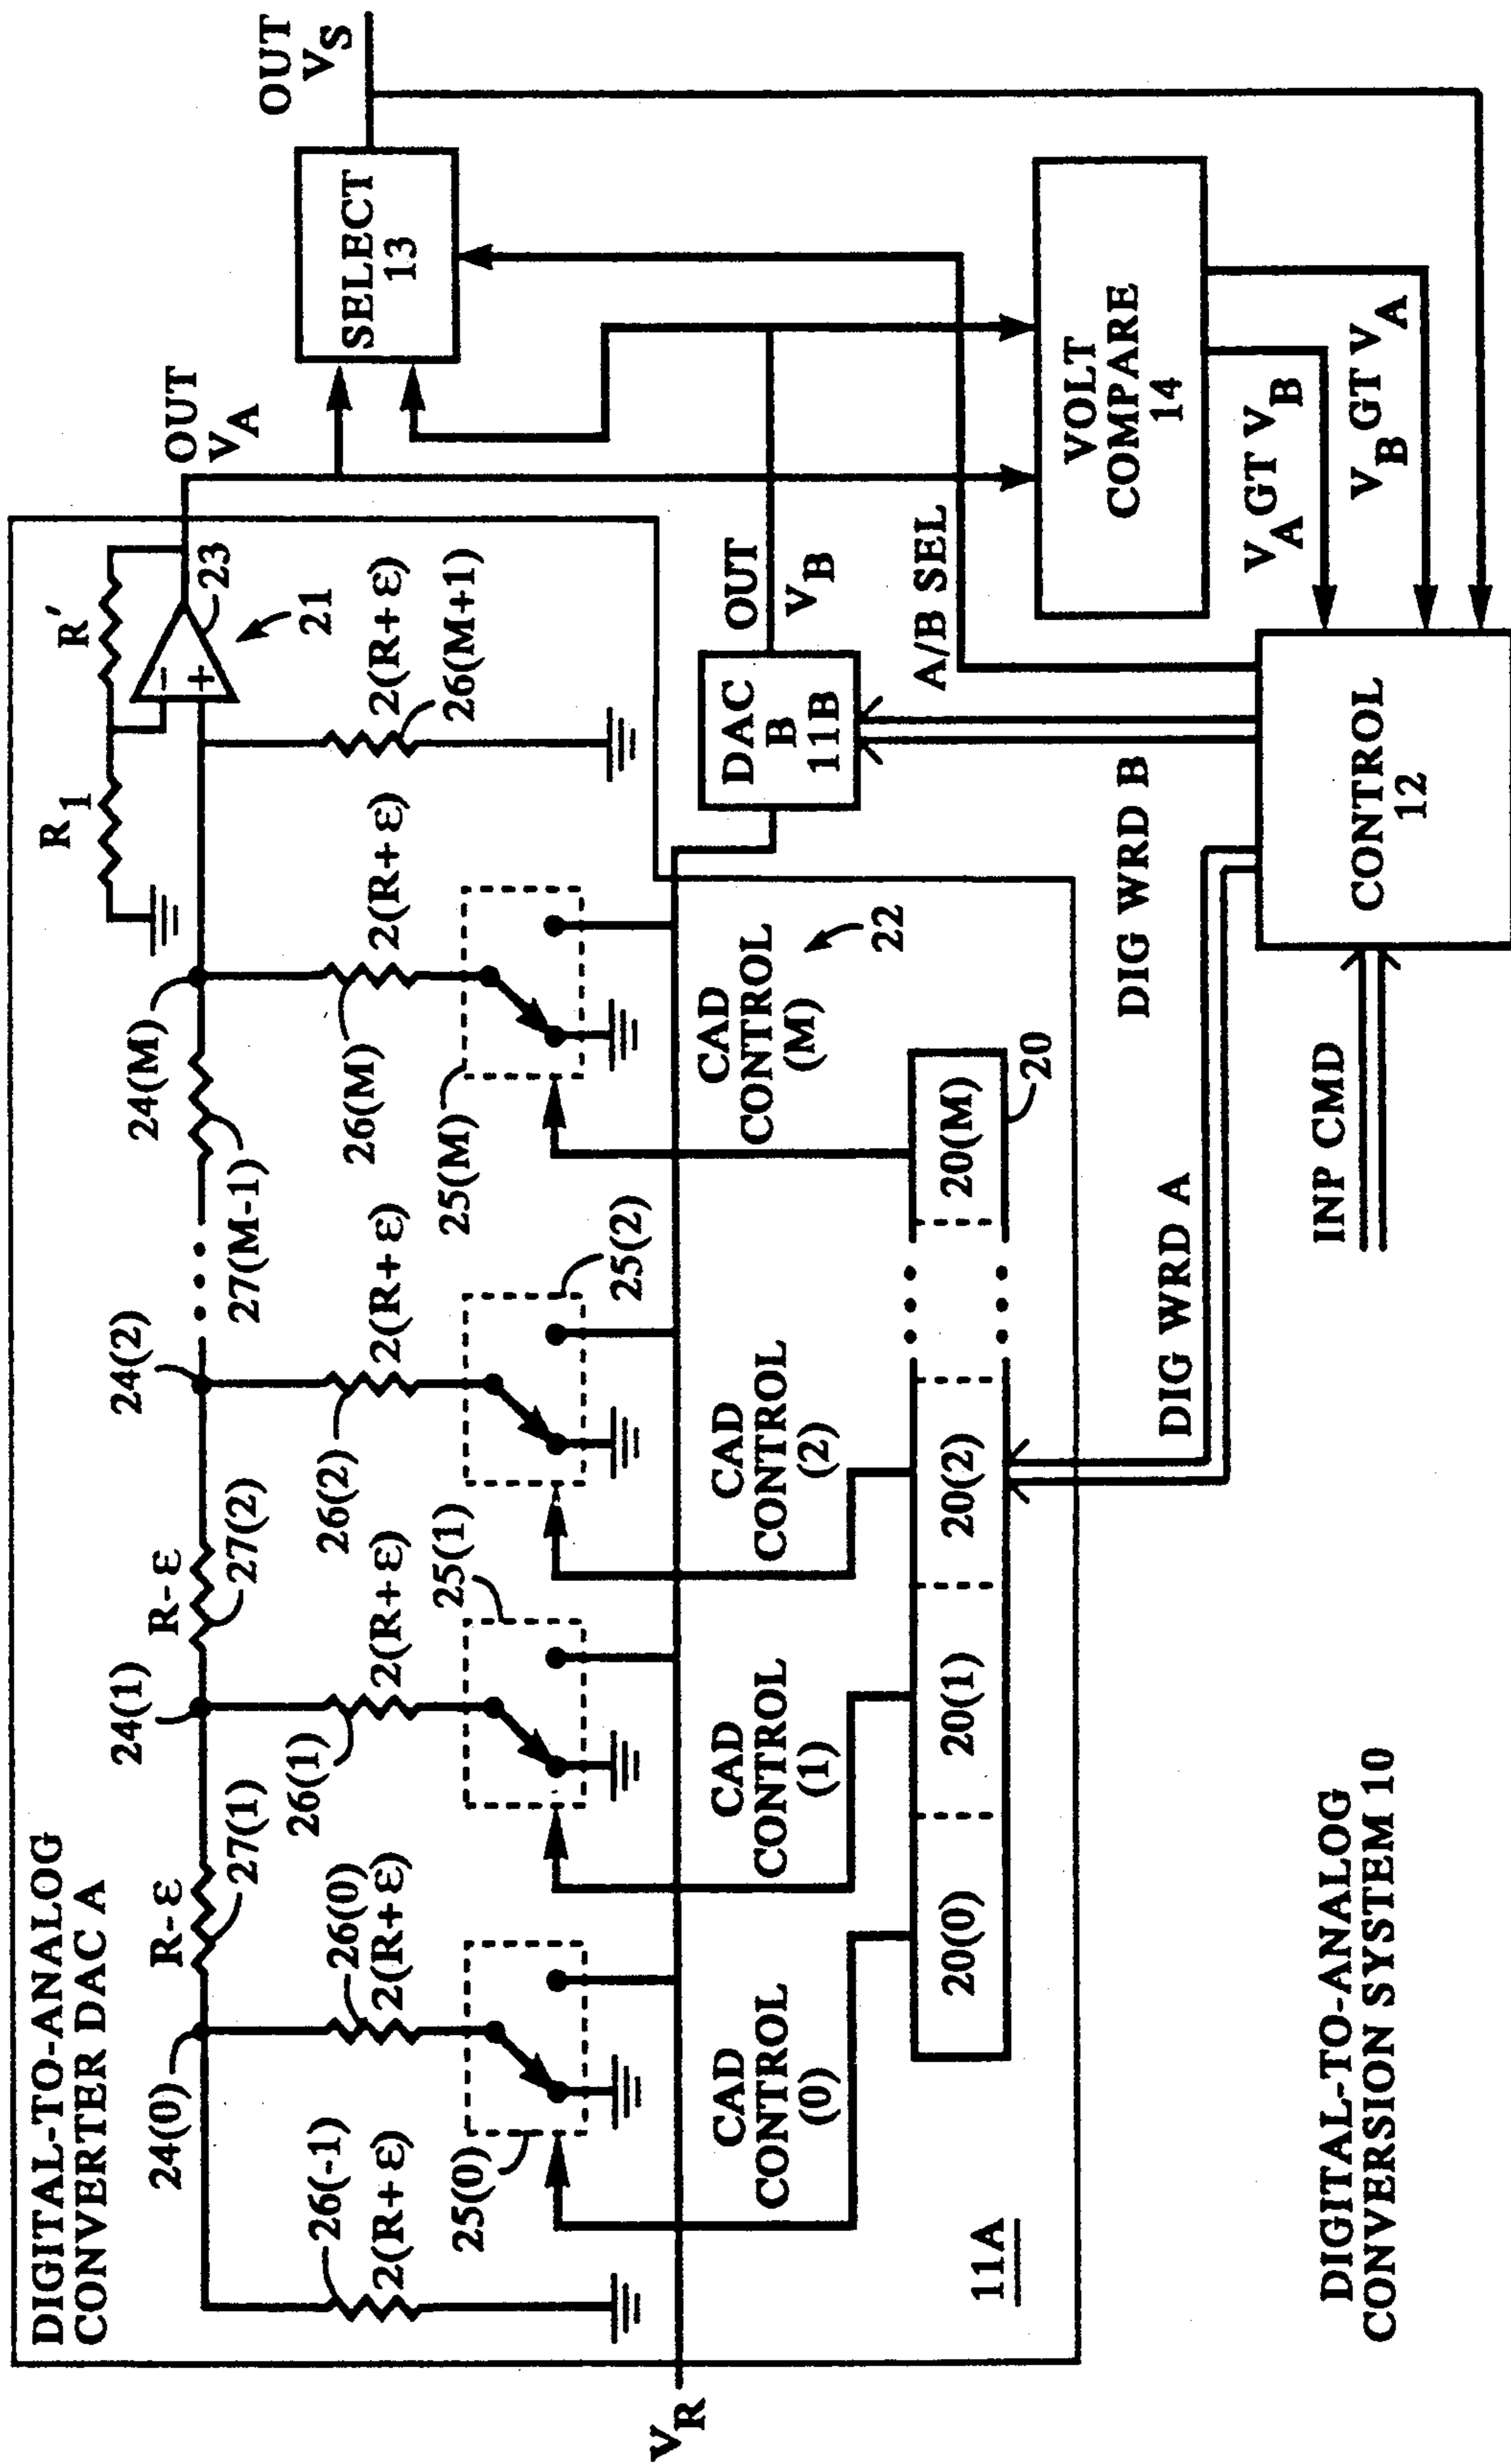 DIGITAL-TO-ANALOG
CONVERTER DAC A
24(0)
R-ε
27(1)
24(1)
R-ε
27(2)
24(2)
27(M-1)
24(M)
R1
R'
23
21
OUT
VA
OUT
VS
26(-1)
2(R+ε)
26(0)
2(R+ε)
26(1)
2(R+ε)
26(2)
2(R+ε)
26(M)
2(R+ε)
26(M+1)
2(R+ε)
SELECT
13
25(0)
25(1)
25(2)
25(M)
VR
CAD
CONTROL
(0)
CAD
CONTROL
(1)
CAD
CONTROL
(2)
CAD
CONTROL
(M)
22
DAC
B
11B
OUT
VB
A/B SEL
11A
20(0)
20(1)
20(2)
20(M)
20
VOLT
COMPARE
14
DIG WRD A
DIG WRD B
VA GT VB
VB GT VA
INP CMD
CONTROL
12
DIGITAL-TO-ANALOG
CONVERSION SYSTEM 10